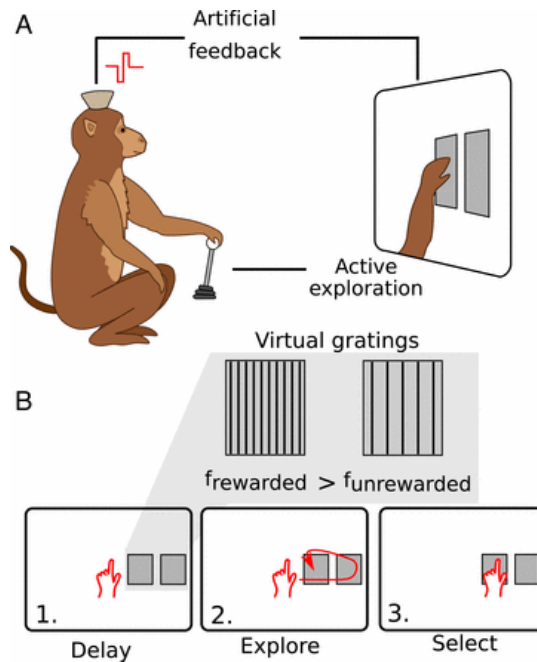 A
Artificial
feedback
Active
exploration
Virtual gratings
B
frewarded > funrewarded
1.
2.
3.
Delay
Explore
Select